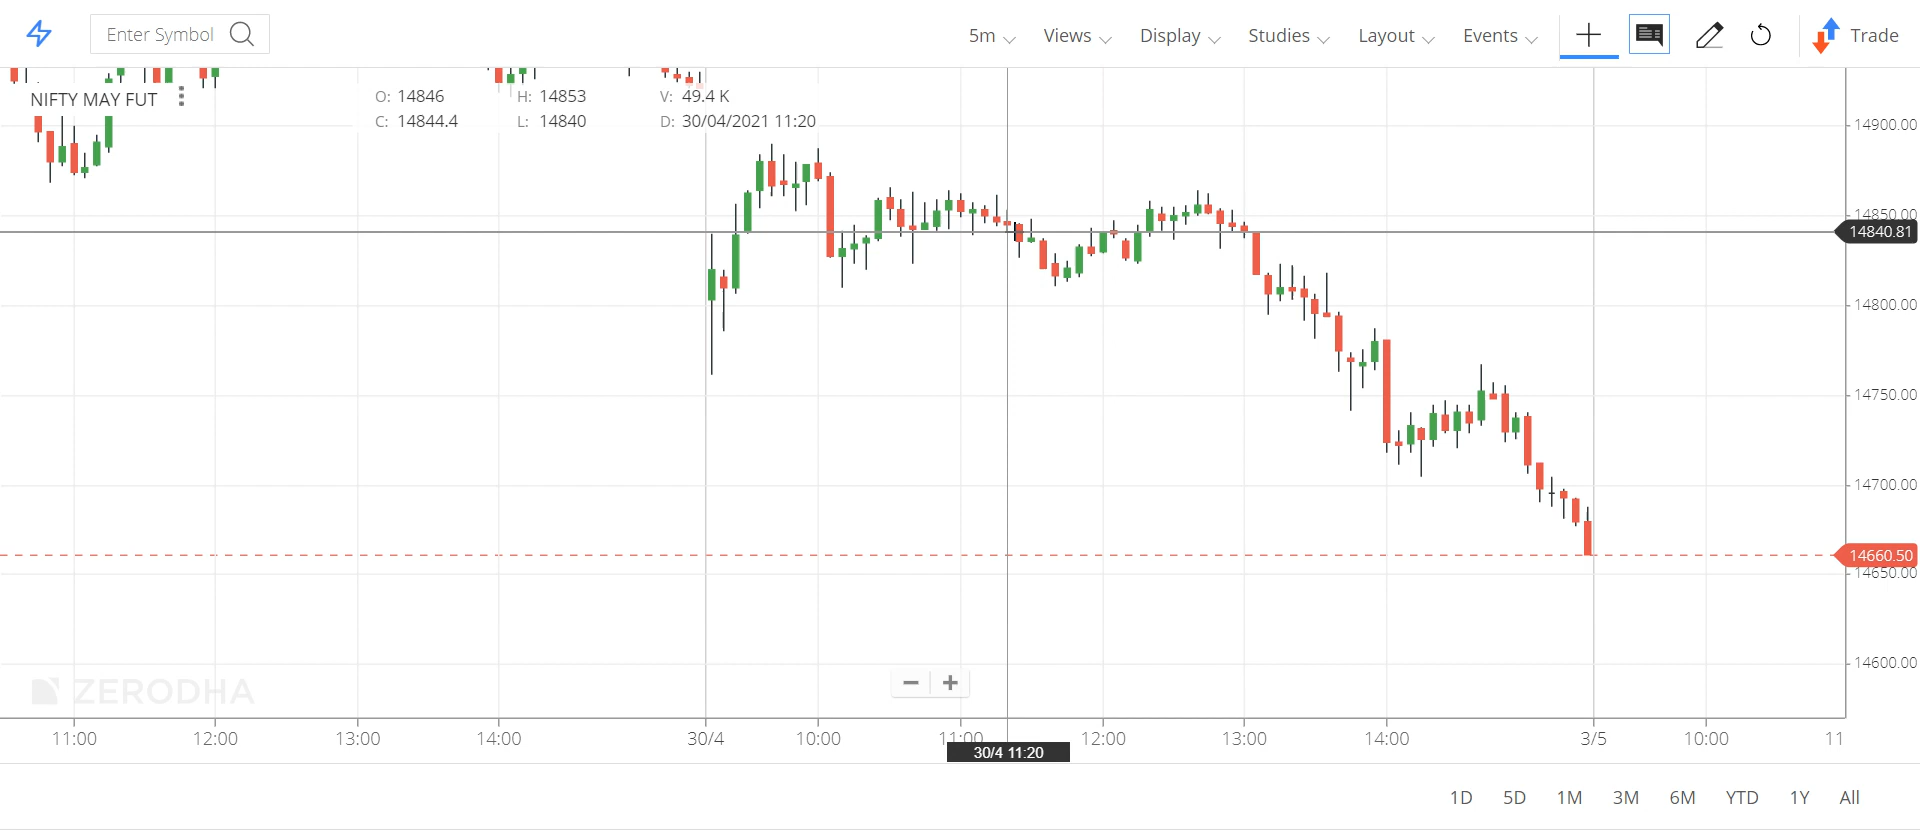 Enter Symbol
5m Views Display Studies Layout Events Trade
NIFTY MAY FUT
O: 14846 H: 14853 V: 49.4 K
C: 14844.4 L: 14840 D: 30/04/2021 11:20
14900.00
14850.00
14840.81
14800.00
14750.00
14700.00
14660.50
14650.00
14600.00
ZERODHA
11:00 12:00 13:00 14:00 30/4 10:00 11:00 12:00 13:00 14:00 3/5 10:00 11
30/4 11:20
1D 5D 1M 3M 6M YTD 1Y All